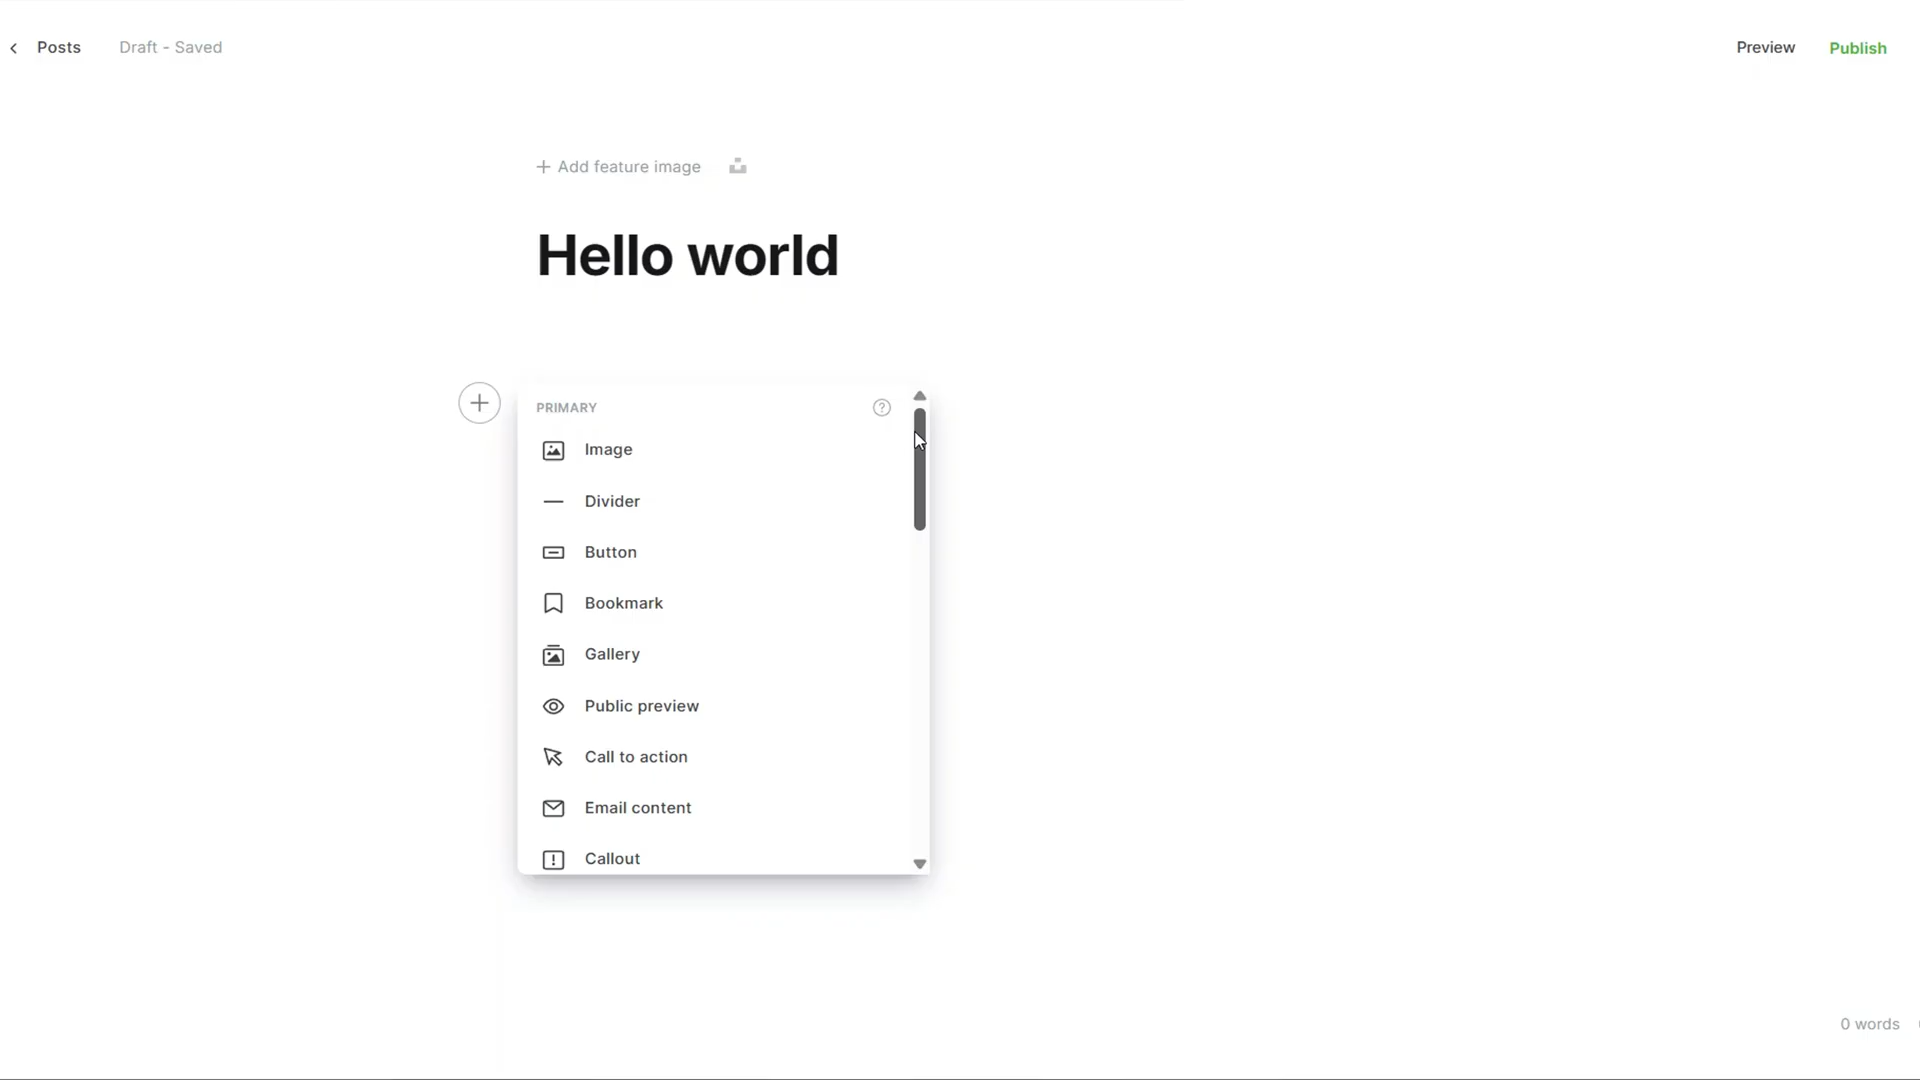 Posts
Draft - Saved
Preview
Publish
Add feature image
Hello world
PRIMARY
Image
Divider
Button
Bookmark
Gallery
Public preview
Call to action
Email content
Callout
0 words